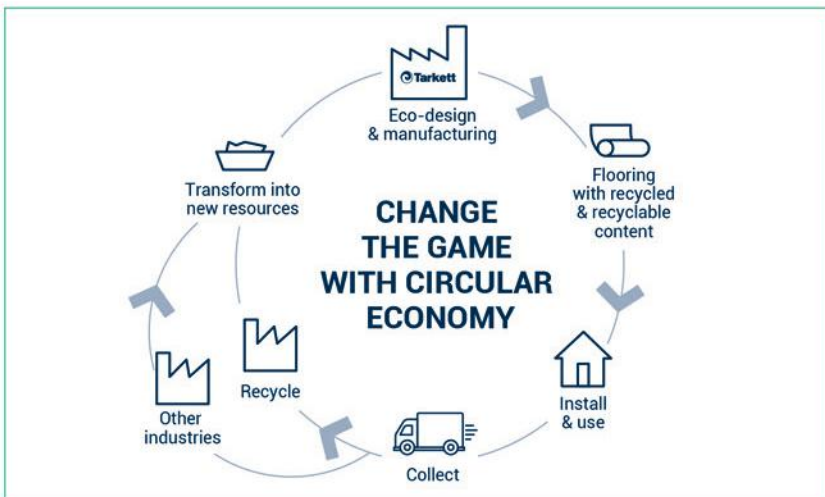 Tarkett
Eco-design
& manufacturing
Flooring
with recycled
& recyclable
content
Transform into
new resources
CHANGE
THE GAME
WITH CIRCULAR
ECONOMY
Install
& use
Recycle
Other
industries
Collect